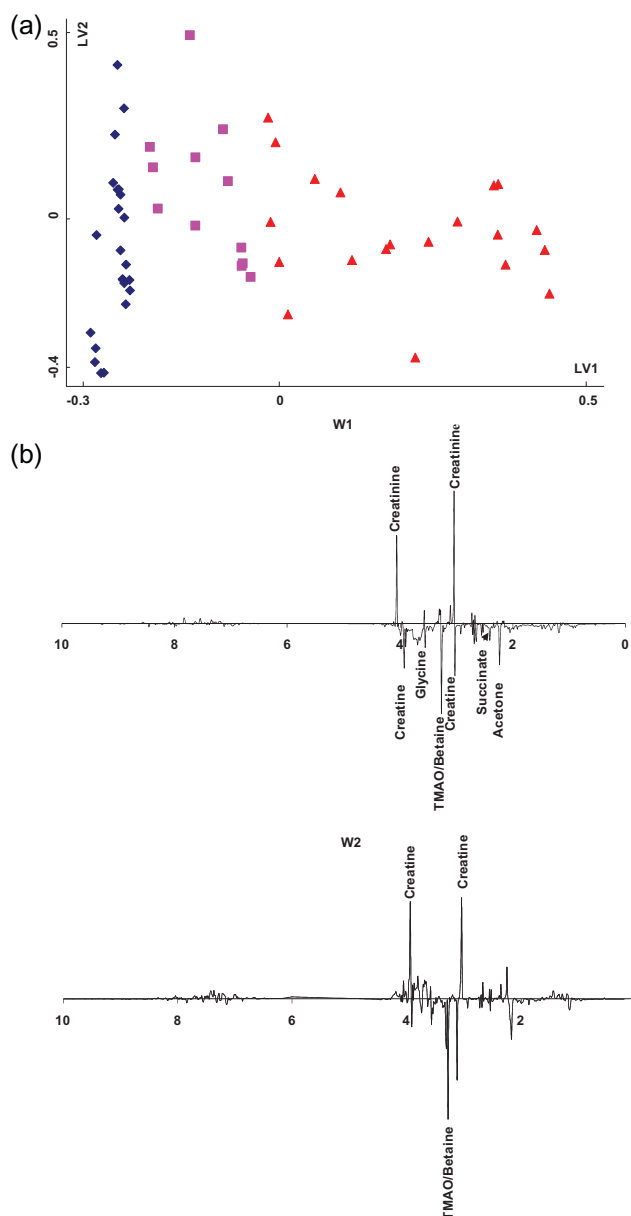 (a)
LV2
0.5
0
-0.4
-0.3
0
0.5
LV1
W1
(b)
Creatinine
Creatinine
10
8
6
4
2
0
Creatine
Glycine
TMAO/Betaine
Creatine
Succinate
Acetone
W2
Creatine
Creatine
10
8
6
4
2
TMAO/Betaine